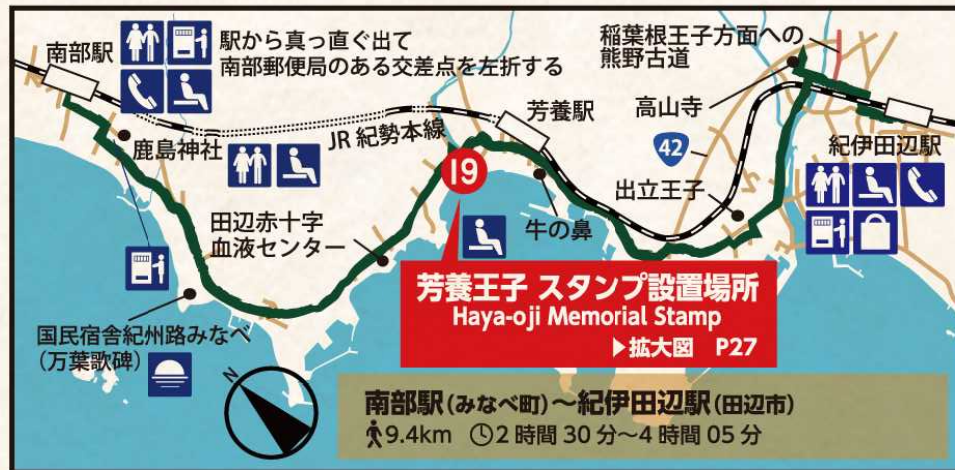 南部駅
駅から真っ直ぐ出て
南部郵便局のある交差点を左折する
稲葉根王子方面への
熊野古道
高山寺
芳養駅
JR紀勢本線
42
紀伊田辺駅
鹿島神社
19
出立王子
牛の鼻
田辺赤十字
血液センター
芳養王子 スタンプ設置場所
Haya-oji Memorial Stamp
▶拡大図 P27
国民宿舎紀州路みなべ
(万葉歌碑)
N
南部駅(みなべ町)～紀伊田辺駅(田辺市)
9.4km 2時間30分～4時間05分